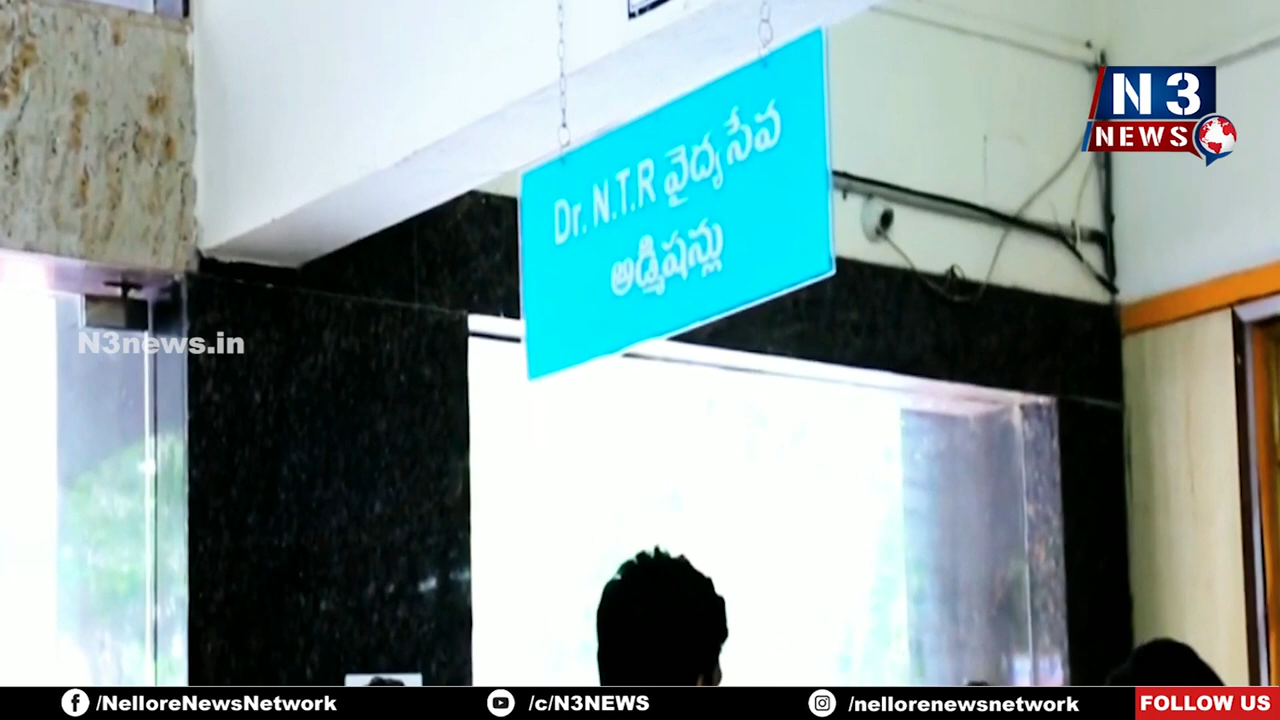 Dr. N.T.R వైద్య సేవ
అడ్మిషన్లు
N3
NEWS
N3news.in
/NelloreNewsNetwork
/c/N3NEWS
/nellorenewsnetwork
FOLLOW US